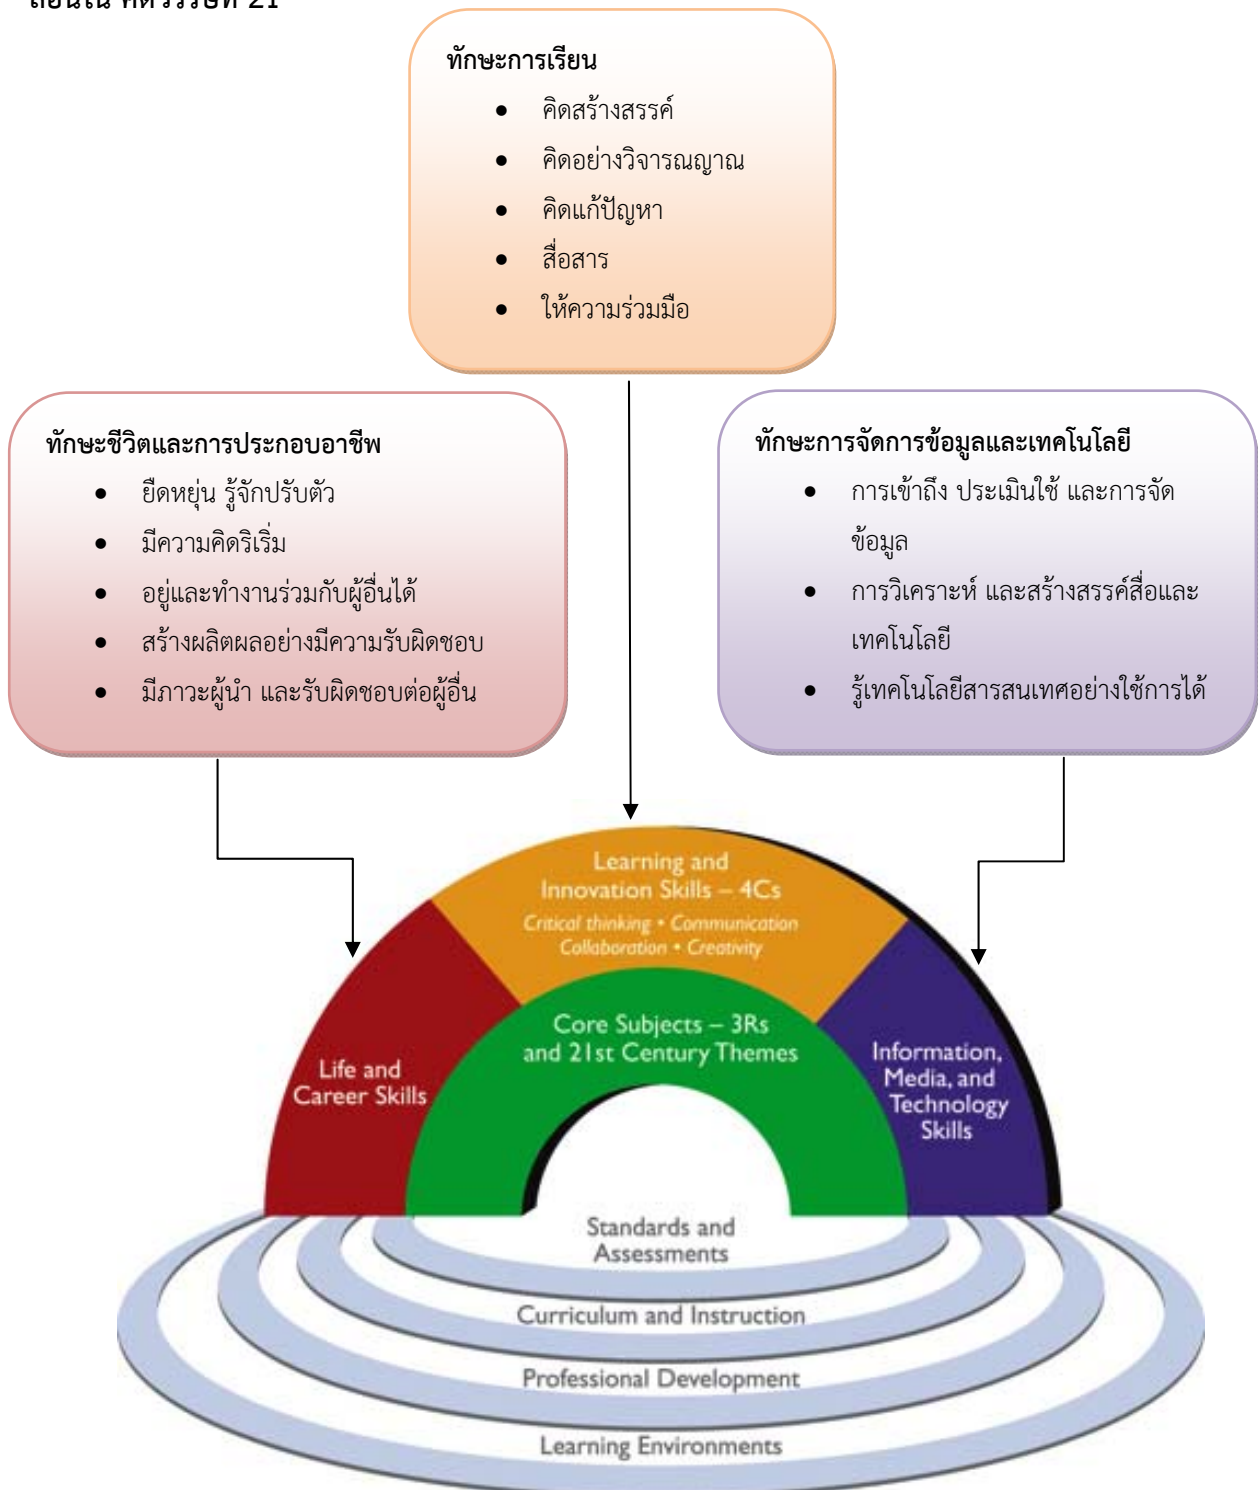 ทักษะการเรียน
• คิดสร้างสรรค์
• คิดอย่างวิจารณญาณ
• คิดแก้ปัญหา
• สื่อสาร
• ให้ความร่วมมือ
ทักษะชีวิตและการประกอบอาชีพ
• ยืดหยุ่น รู้จักปรับตัว
• มีความคิดริเริ่ม
• อยู่และทำงานร่วมกับผู้อื่นได้
• สร้างผลิตผลอย่างมีความรับผิดชอบ
• มีภาวะผู้นำ และรับผิดชอบต่อผู้อื่น
ทักษะการจัดการข้อมูลและเทคโนโลยี
• การเข้าถึง ประเมินใช้ และการจัด
ข้อมูล
• การวิเคราะห์ และสร้างสรรค์สื่อและ
เทคโนโลยี
• รู้เทคโนโลยีสารสนเทศอย่างใช้การได้
Learning and
Innovation Skills – 4Cs
Critical thinking • Communication
Collaboration • Creativity
Core Subjects – 3Rs
and 21st Century Themes
Life and
Career Skills
Information,
Media, and
Technology
Skills
Standards and
Assessments
Curriculum and Instruction
Professional Development
Learning Environments